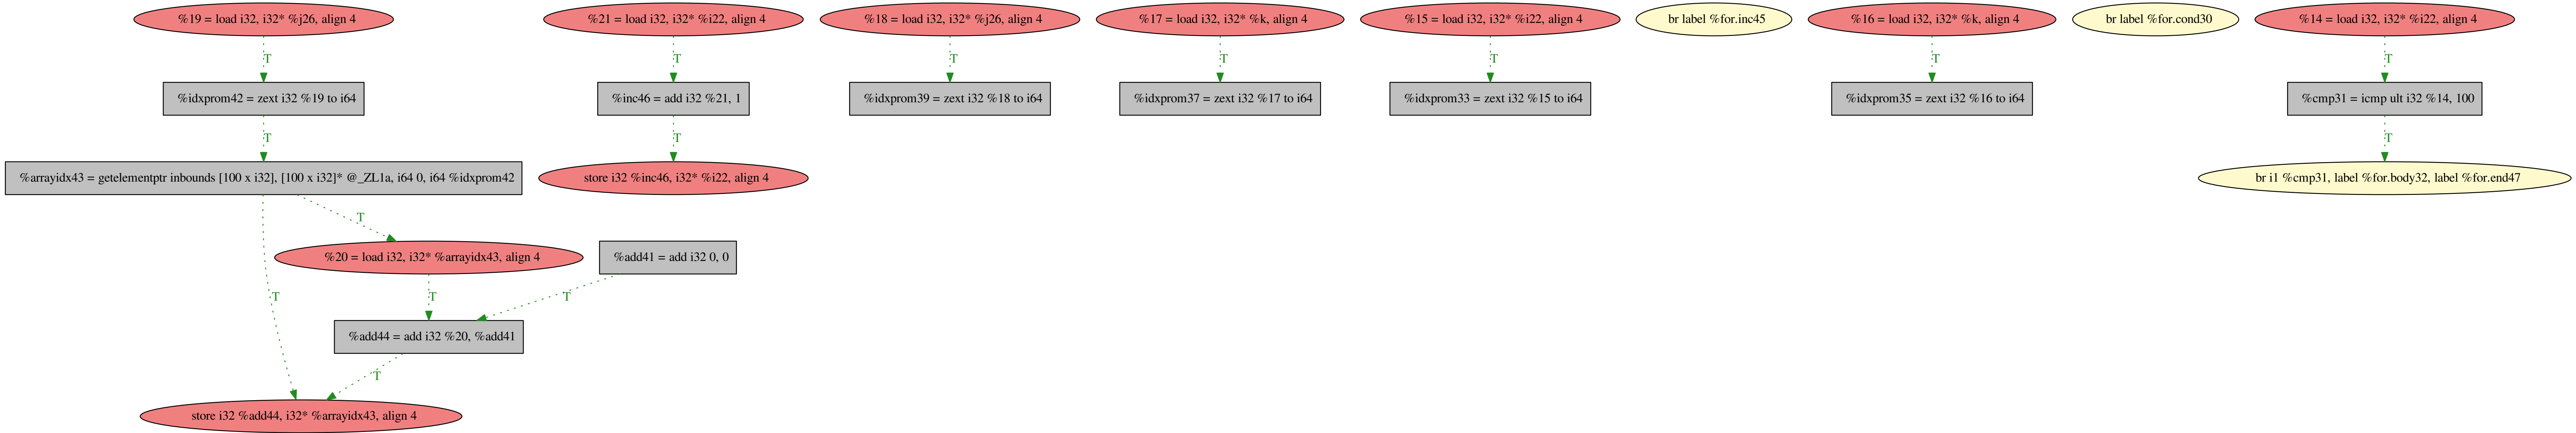 %19 = load i32, i32* %j26, align 4
%21 = load i32, i32* %i22, align 4
%18 = load i32, i32* %j26, align 4
%17 = load i32, i32* %k, align 4
%15 = load i32, i32* %i22, align 4
br label %for.inc45
%16 = load i32, i32* %k, align 4
br label %for.cond30
%14 = load i32, i32* %i22, align 4
T
T
T
T
T
T
T
%idxprom42 = zext i32 %19 to i64
%inc46 = add i32 %21, 1
%idxprom39 = zext i32 %18 to i64
%idxprom37 = zext i32 %17 to i64
%idxprom33 = zext i32 %15 to i64
%idxprom35 = zext i32 %16 to i64
%cmp31 = icmp ult i32 %14, 100
T
T
T
%arrayidx43 = getelementptr inbounds [100 x i32], [100 x i32]* @_ZL1a, i64 0, i64 %idxprom42
store i32 %inc46, i32* %i22, align 4
br i1 %cmp31, label %for.body32, label %for.end47
T
%20 = load i32, i32* %arrayidx43, align 4
%add41 = add i32 0, 0
T
T
T
%add44 = add i32 %20, %add41
T
store i32 %add44, i32* %arrayidx43, align 4